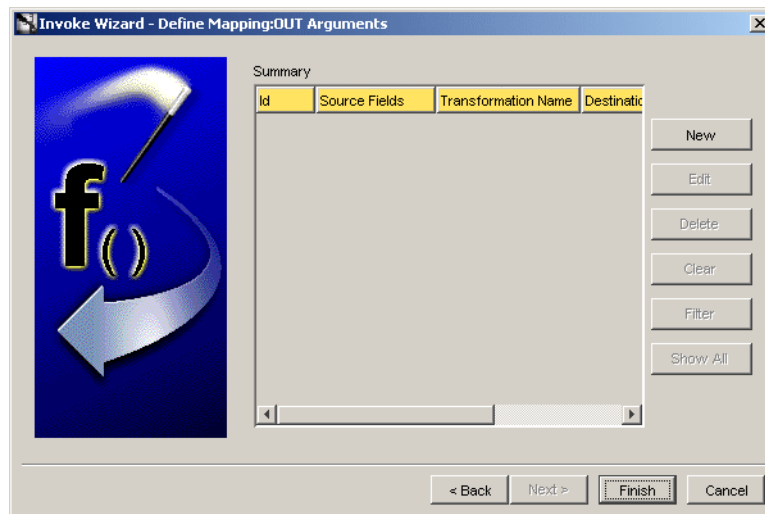 Invoke Wizard - Define Mapping:OUT Arguments
Summary
Id Source Fields Transformation Name Destinatic
New
Edit
Delete
Clear
Filter
Show All
f()
< Back Next > Finish Cancel